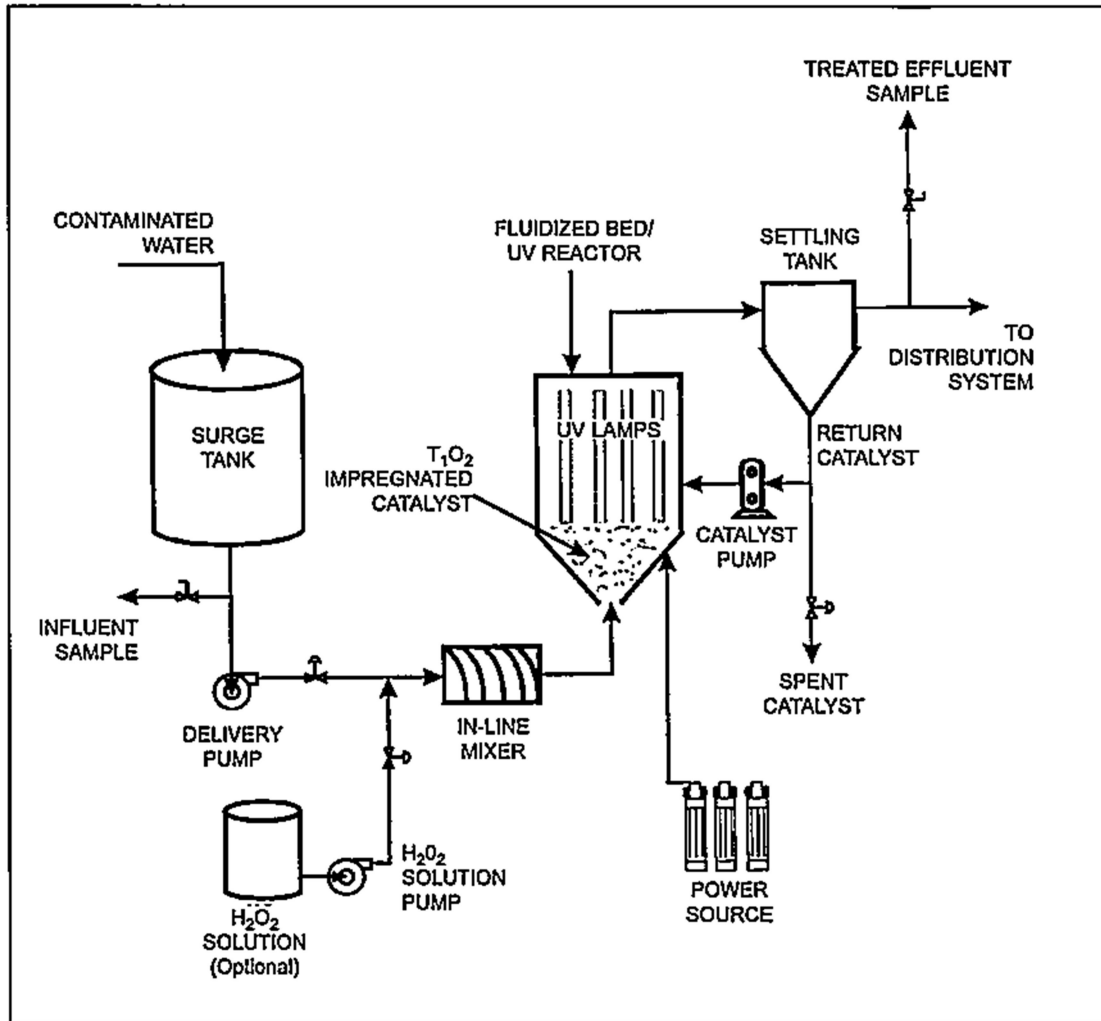 TREATED EFFLUENT
SAMPLE
CONTAMINATED
WATER
FLUIDIZED BED/
UV REACTOR
SETTLING
TANK
TO
DISTRIBUTION
SYSTEM
SURGE
TANK
UV LAMPS
T₁O₂
IMPREGNATED
CATALYST
RETURN
CATALYST
CATALYST
PUMP
INFLUENT
SAMPLE
SPENT
CATALYST
DELIVERY
PUMP
IN-LINE
MIXER
H₂0₂
SOLUTION
PUMP
POWER
SOURCE
H₂O₂
SOLUTION
(Optional)